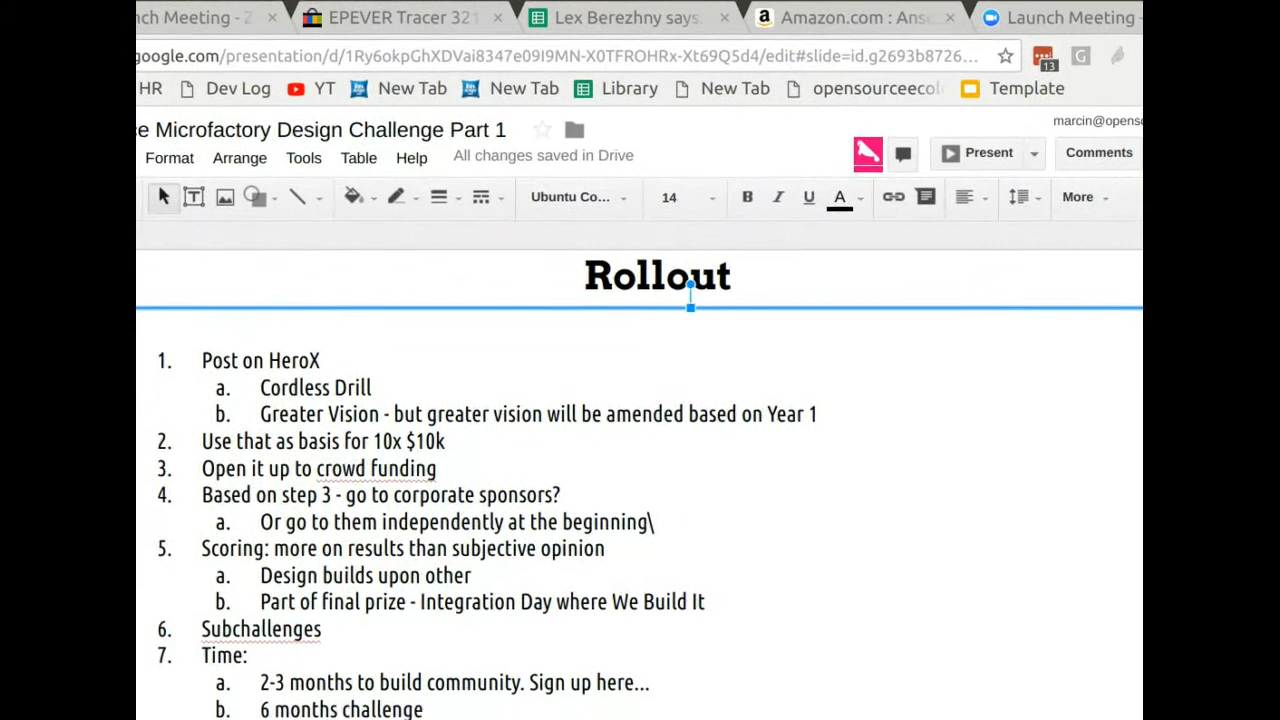 nch Meeting - Z
EPEVER Tracer 321
Lex Berezhny says:
Amazon.com : Anse
Launch Meeting -
google.com/presentation/d/1Ry6okpGhXDVai8347e09I9MN-X0TFROHRx-Xt69Q5d4/edit#slide=id.g2693b8726...
13
HR
Dev Log
YT
New Tab
New Tab
Library
New Tab
opensourceecol
Template
ce Microfactory Design Challenge Part 1
marcin@openso
Format Arrange Tools Table Help All changes saved in Drive
Present
Comments
Ubuntu Co... 14 B I U A More
Rollout
1. Post on HeroX
a. Cordless Drill
b. Greater Vision - but greater vision will be amended based on Year 1
2. Use that as basis for 10x $10k
3. Open it up to crowd funding
4. Based on step 3 - go to corporate sponsors?
a. Or go to them independently at the beginning\
5. Scoring: more on results than subjective opinion
a. Design builds upon other
b. Part of final prize - Integration Day where We Build It
6. Subchallenges
7. Time:
a. 2-3 months to build community. Sign up here...
b. 6 months challenge